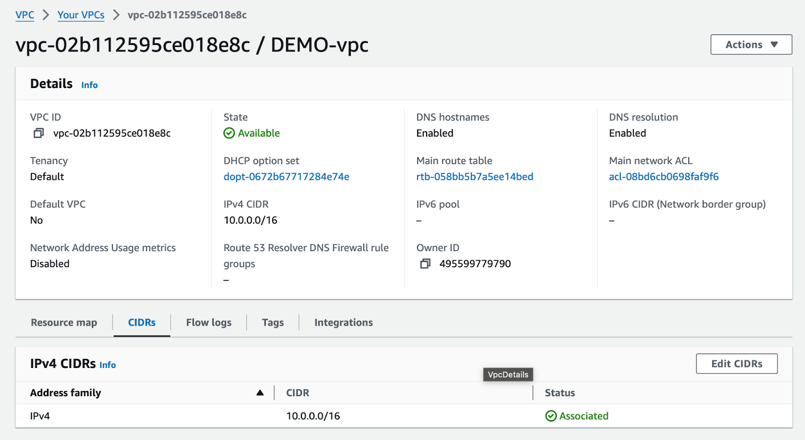 VPC > Your VPCs > vpc-02b112595ce018e8c
vpc-02b112595ce018e8c / DEMO-vpc
Actions
Details Info
VPC ID
vpc-02b112595ce018e8c
State
Available
DNS hostnames
Enabled
DNS resolution
Enabled
Tenancy
Default
DHCP option set
dopt-0672b67717284e74e
Main route table
rtb-058bb5b7a5ee14bed
Main network ACL
acl-08bd6cb0698faf9f6
Default VPC
No
IPv4 CIDR
10.0.0.0/16
IPv6 pool
–
IPv6 CIDR (Network border group)
–
Network Address Usage metrics
Disabled
Route 53 Resolver DNS Firewall rule
groups
–
Owner ID
495599779790
Resource map CIDRs Flow logs Tags Integrations
IPv4 CIDRs Info
Edit CIDRs
VpcDetails
Address family CIDR Status
IPv4 10.0.0.0/16 Associated